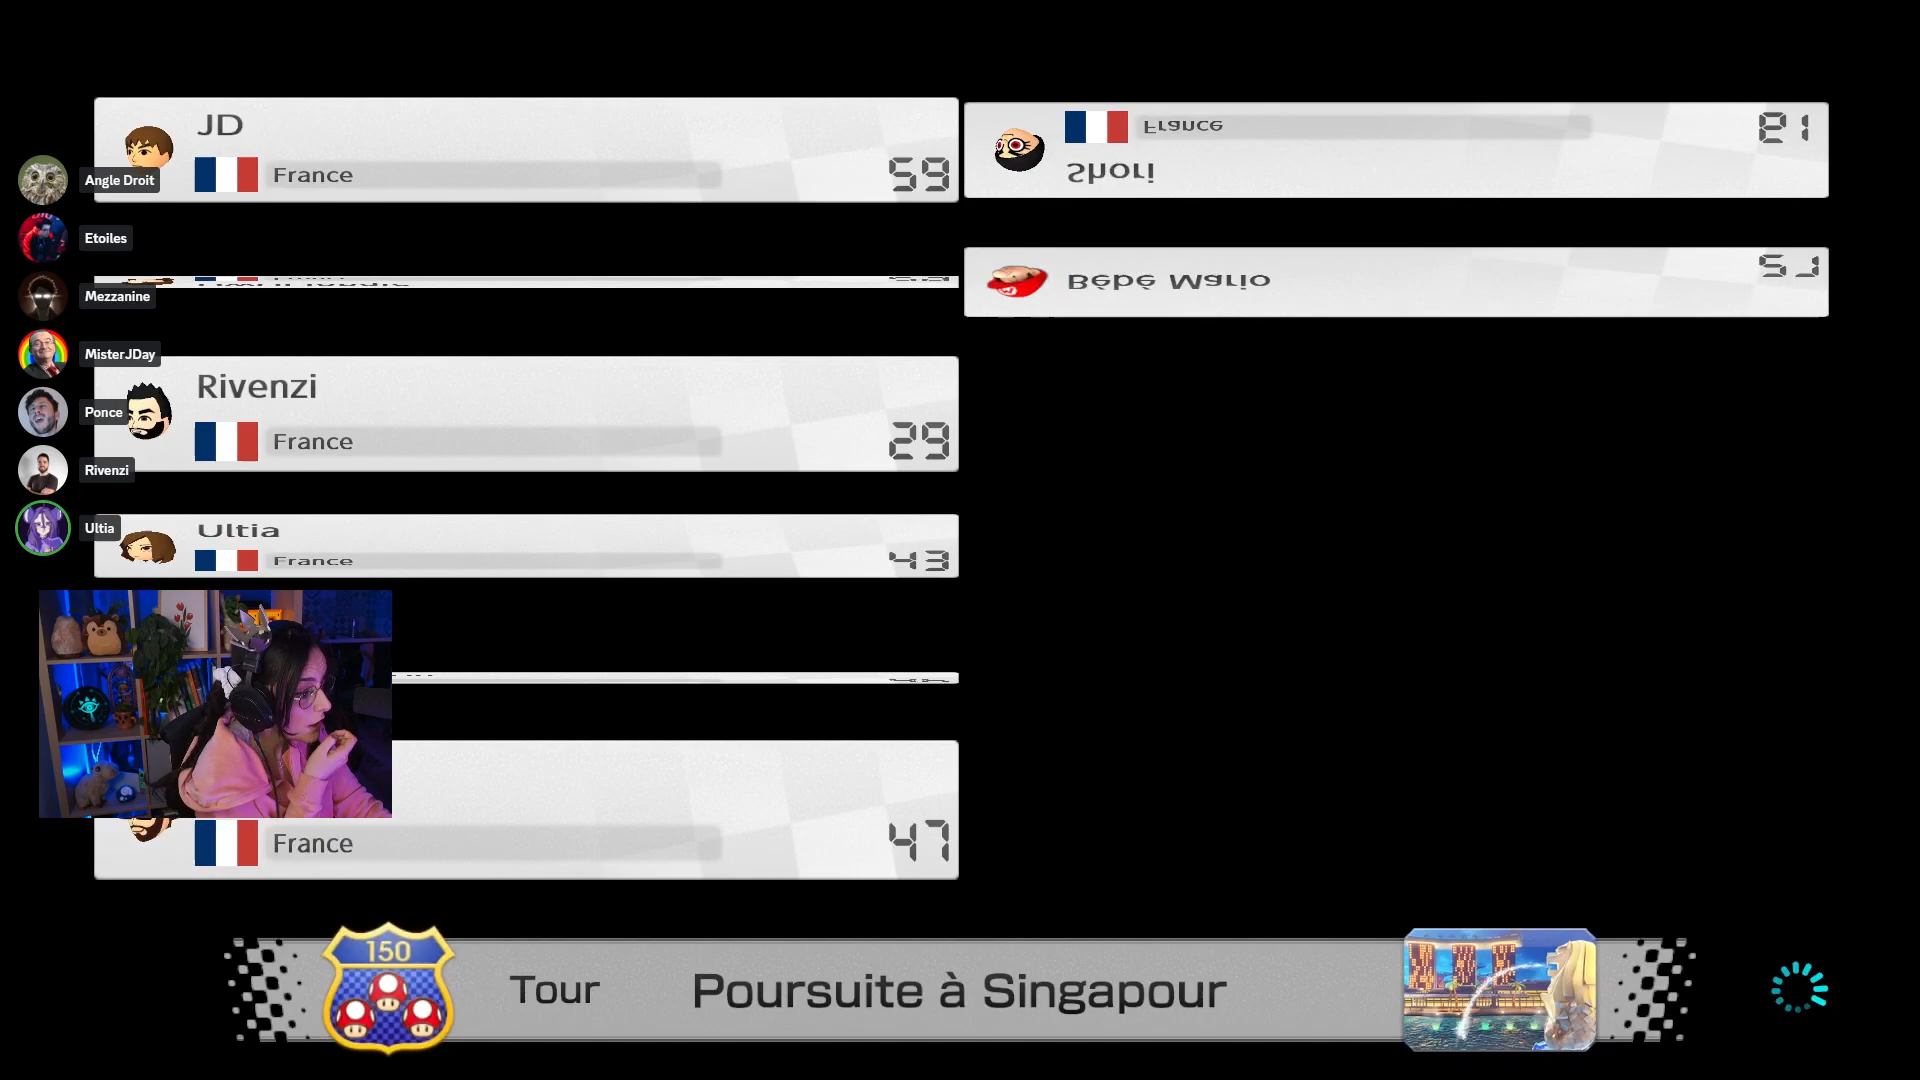 JD
France
59
Angle Droit
Etoiles
Mezzanine
MisterJDay
Rivenzi
France
29
Ponce
Rivenzi
Ultia
Ultia
France
43
France
47
France
Shori
Bébé Mario
150
Tour
Poursuite à Singapour